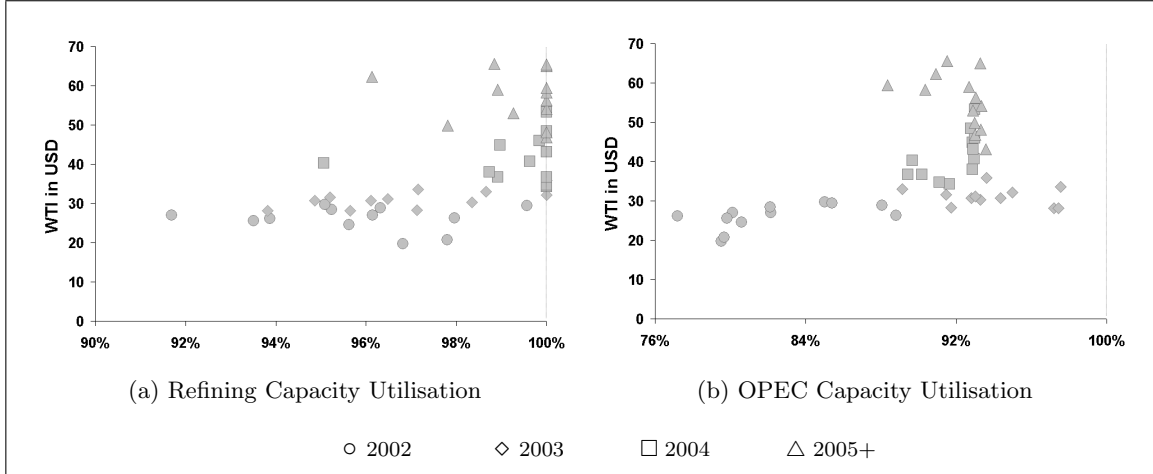 WTI in USD
70
60
50
40
30
20
10
0
90% 92% 94% 96% 98% 100%
(a) Refining Capacity Utilisation
WTI in USD
70
60
50
40
30
20
10
0
76% 84% 92% 100%
(b) OPEC Capacity Utilisation
2002 2003 2004 2005+